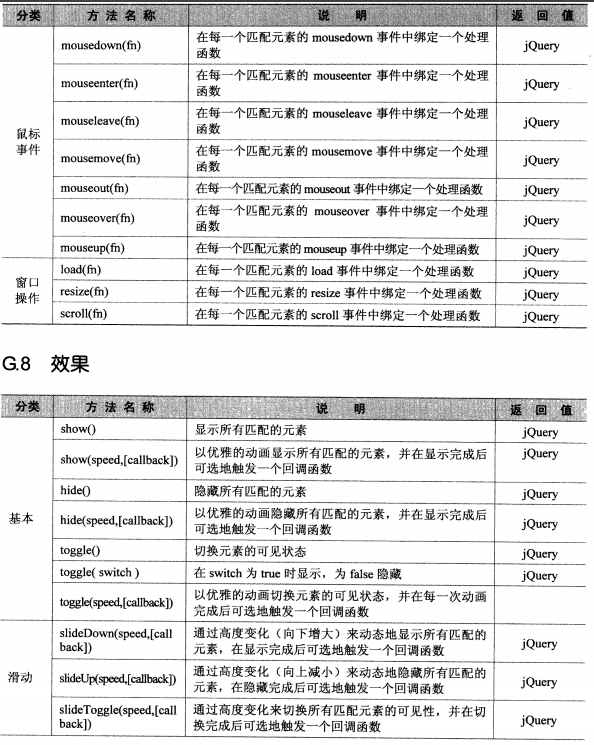 分类 方法名称 说 明 返回值
鼠标
事件
mousedown(fn) 在每一个匹配元素的 mousedown 事件中绑定一个处理
函数 jQuery
mouseenter(fn) 在每一个匹配元素的 mouseenter 事件中绑定一个处理
函数 jQuery
mouseleave(fn) 在每一个匹配元素的 mouseleave 事件中绑定一个处理
函数 jQuery
mousemove(fn) 在每一个匹配元素的 mousemove 事件中绑定一个处理
函数 jQuery
mouseout(fn) 在每一个匹配元素的 mouseout 事件中绑定一个处理函数 jQuery
mouseover(fn) 在每一个匹配元素的 mouseover 事件中绑定一个处理
函数 jQuery
mouseup(fn) 在每一个匹配元素的 mouseup 事件中绑定一个处理函数 jQuery
窗口
操作
load(fn) 在每一个匹配元素的 load 事件中绑定一个处理函数 jQuery
resize(fn) 在每一个匹配元素的 resize 事件中绑定一个处理函数 jQuery
scroll(fn) 在每一个匹配元素的 scroll 事件中绑定一个处理函数 jQuery
G.8 效果
分类 方法名称 说 明 返回值
基本
show() 显示所有匹配的元素 jQuery
show(speed,[callback]) 以优雅的动画显示所有匹配的元素，并在显示完成后
可选地触发一个回调函数 jQuery
hide() 隐藏所有匹配的元素 jQuery
hide(speed,[callback]) 以优雅的动画隐藏所有匹配的元素，并在显示完成后
可选地触发一个回调函数 jQuery
toggle() 切换元素的可见状态 jQuery
toggle( switch ) 在 switch 为 true 时显示，为 false 隐藏 jQuery
toggle(speed,[callback]) 以优雅的动画切换元素的可见状态，并在每一次动画
完成后可选地触发一个回调函数
滑动
slideDown(speed,[call
back]) 通过高度变化（向下增大）来动态地显示所有匹配的
元素，在显示完成后可选地触发一个回调函数 jQuery
slideUp(speed,[callback]) 通过高度变化（向上减小）来动态地隐藏所有匹配的
元素，在隐藏完成后可选地触发一个回调函数 jQuery
slideToggle(speed,[call
back]) 通过高度变化来切换所有匹配元素的可见性，并在切
换完成后可选地触发一个回调函数 jQuery